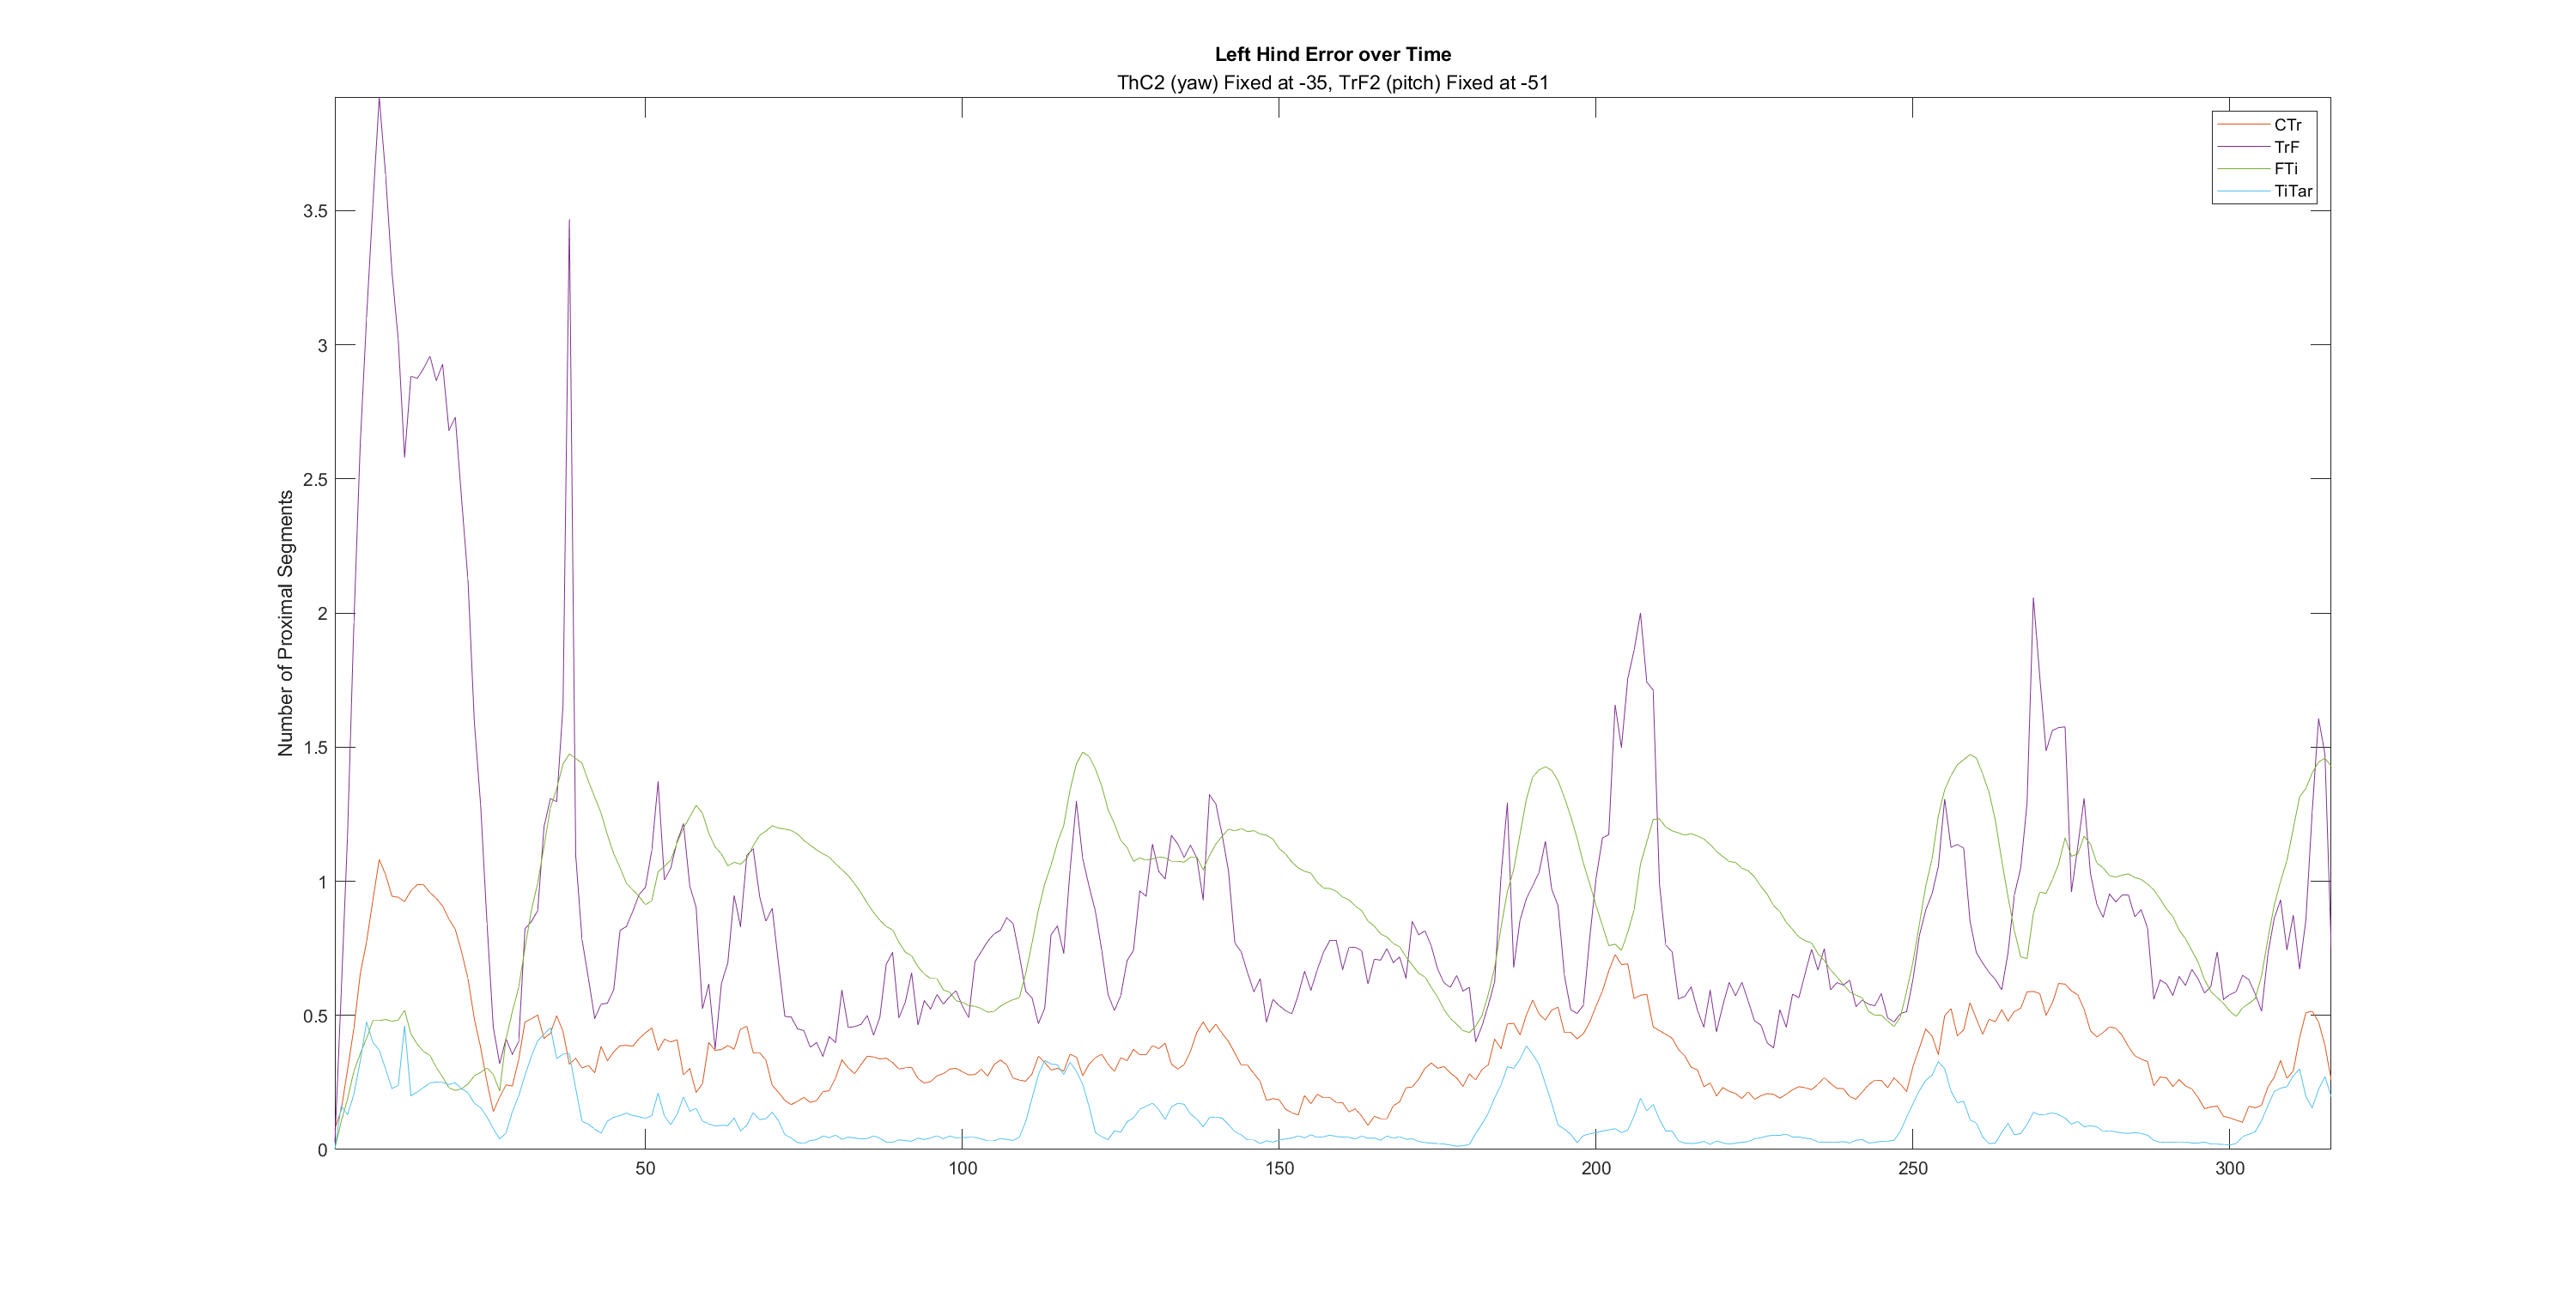 Left Hind Error over Time
ThC2 (yaw) Fixed at -35, TrF2 (pitch) Fixed at -51
CTr
TrF
FTi
TiTar
Number of Proximal Segments
3.5
3
2.5
2
1.5
1
0.5
0
50 100 150 200 250 300